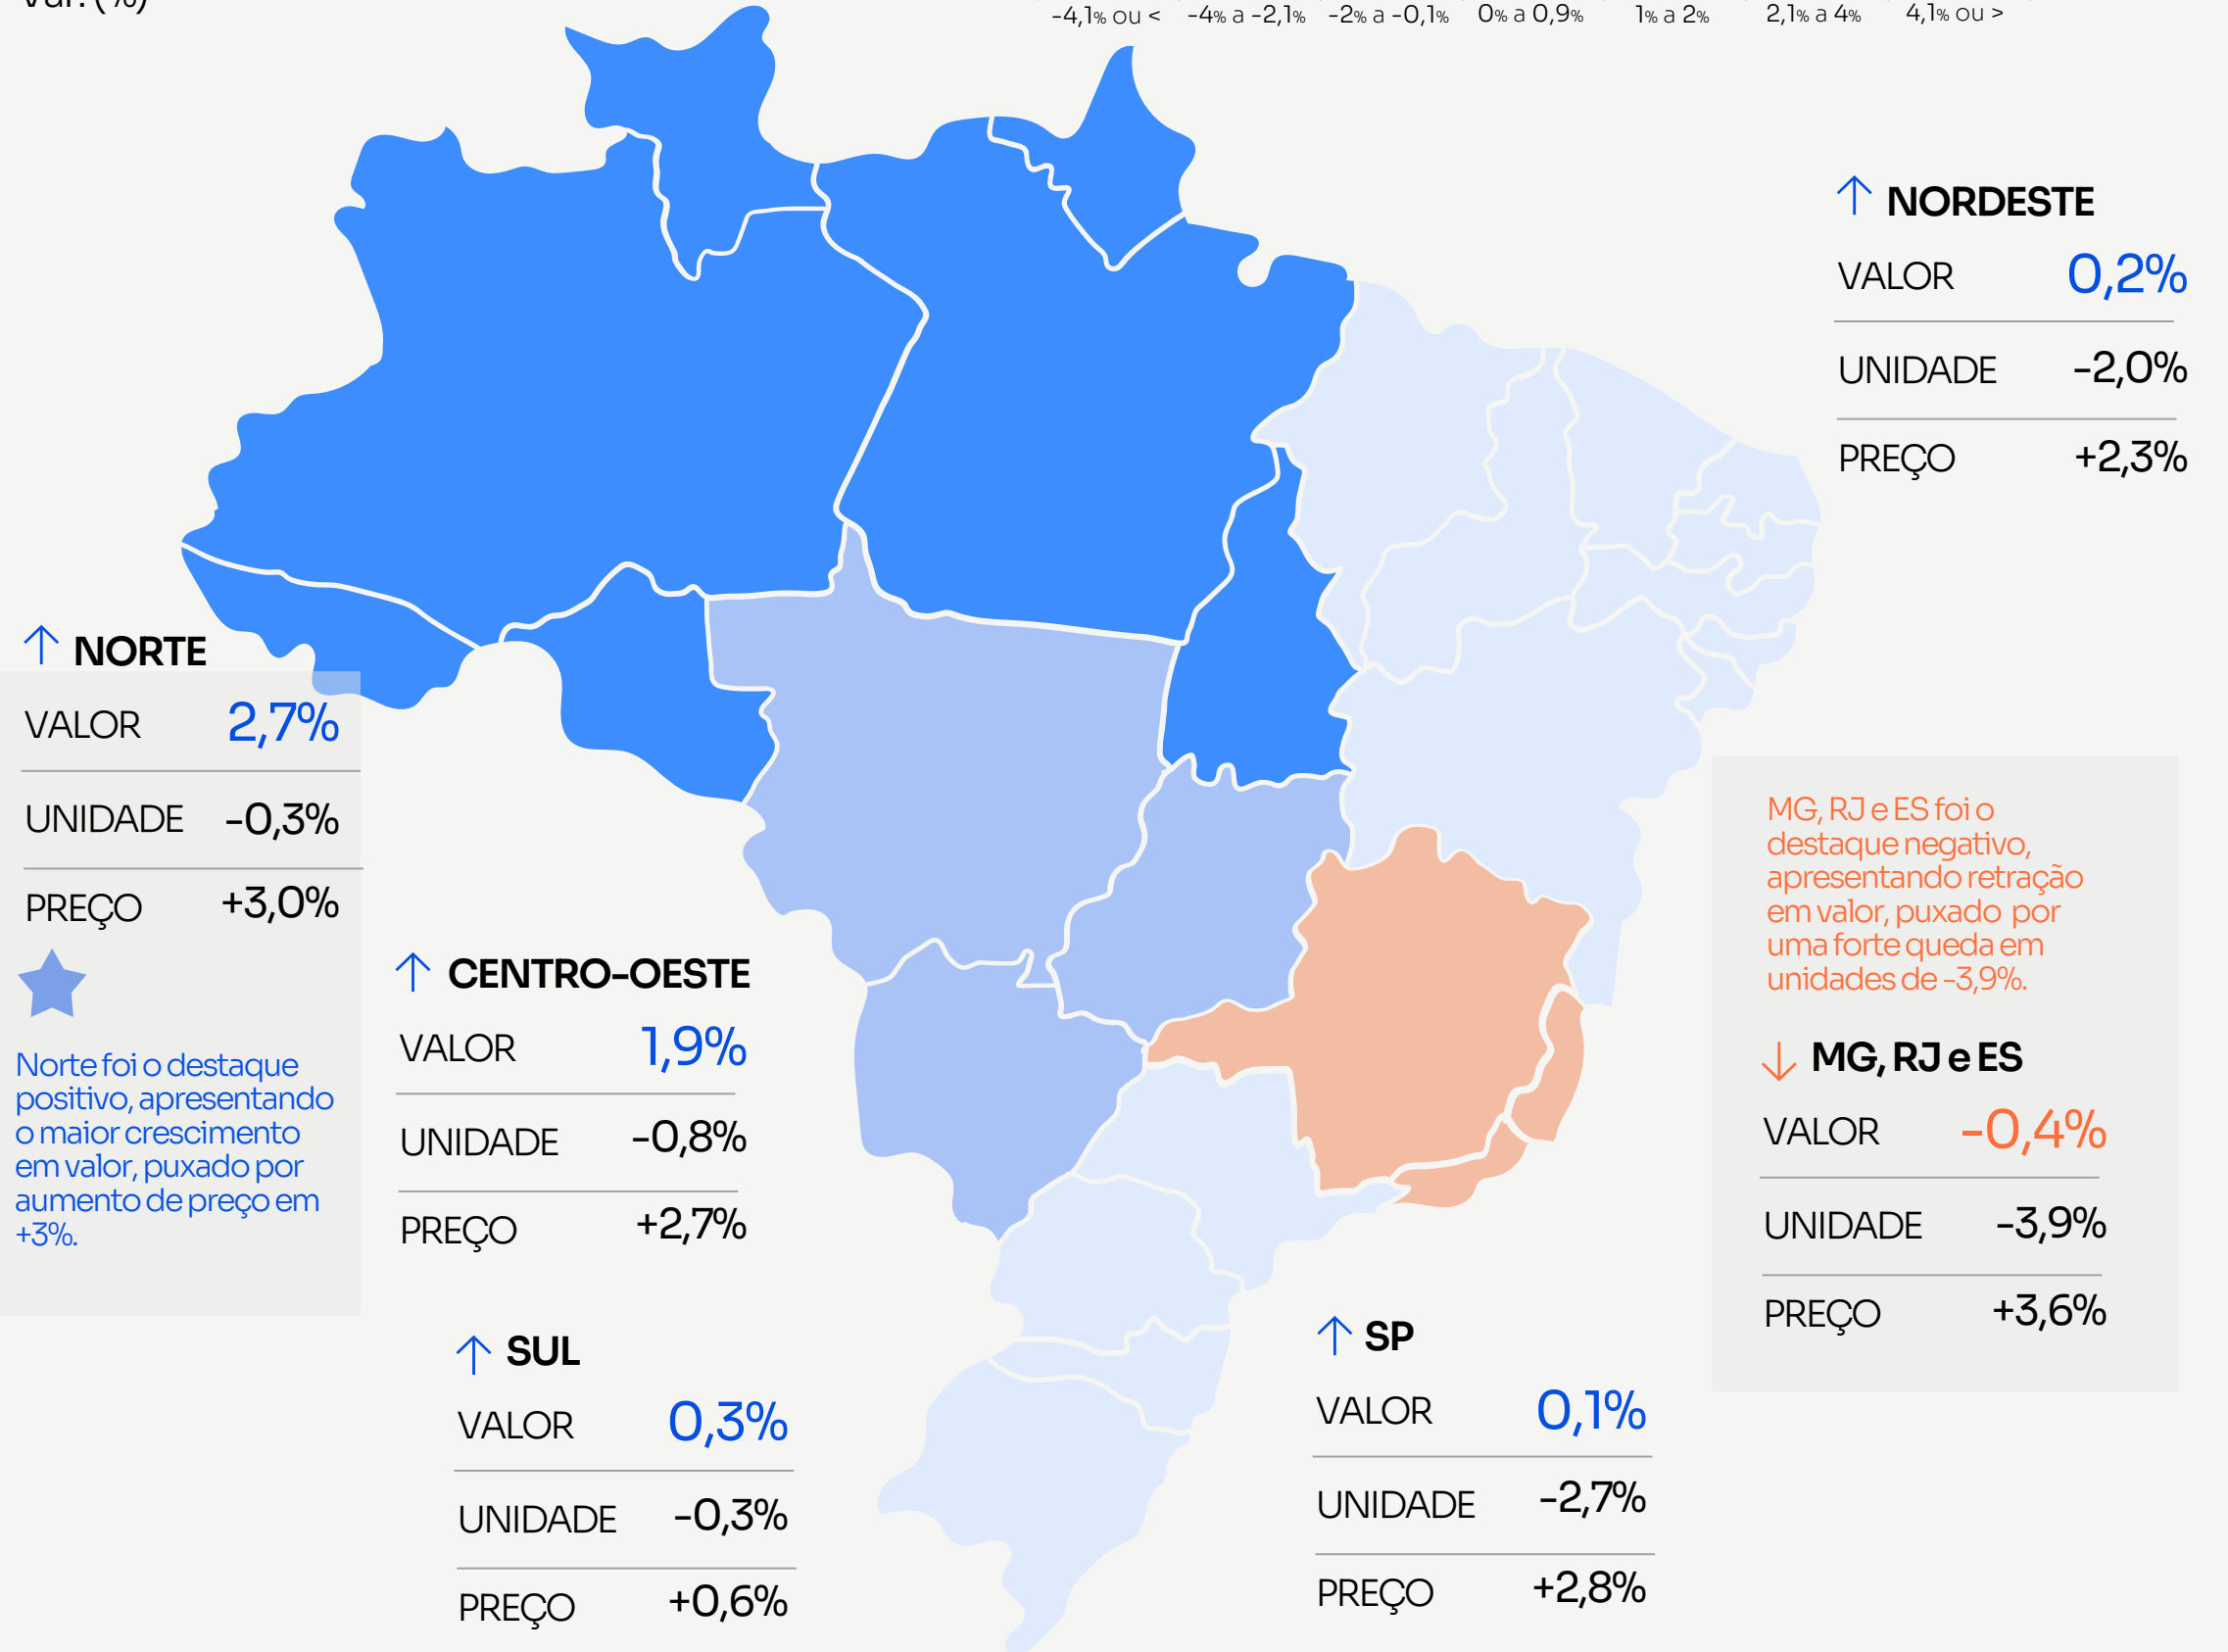 Var. (%)
-4,1% ou < -4% a -2,1% -2% a -0,1% 0% a 0,9% 1% a 2% 2,1% a 4% 4,1% ou >
NORDESTE
VALOR 0,2%
UNIDADE -2,0%
PREÇO +2,3%
NORTE
VALOR 2,7%
UNIDADE -0,3%
PREÇO +3,0%
Norte foi o destaque
positivo, apresentando
o maior crescimento
em valor, puxado por
aumento de preço em
+3%.
CENTRO-OESTE
VALOR 1,9%
UNIDADE -0,8%
PREÇO +2,7%
MG, RJ e ES foi o
destaque negativo,
apresentando retração
em valor, puxado por
uma forte queda em
unidades de -3,9%.
MG, RJ e ES
VALOR -0,4%
UNIDADE -3,9%
PREÇO +3,6%
SUL
VALOR 0,3%
UNIDADE -0,3%
PREÇO +0,6%
SP
VALOR 0,1%
UNIDADE -2,7%
PREÇO +2,8%